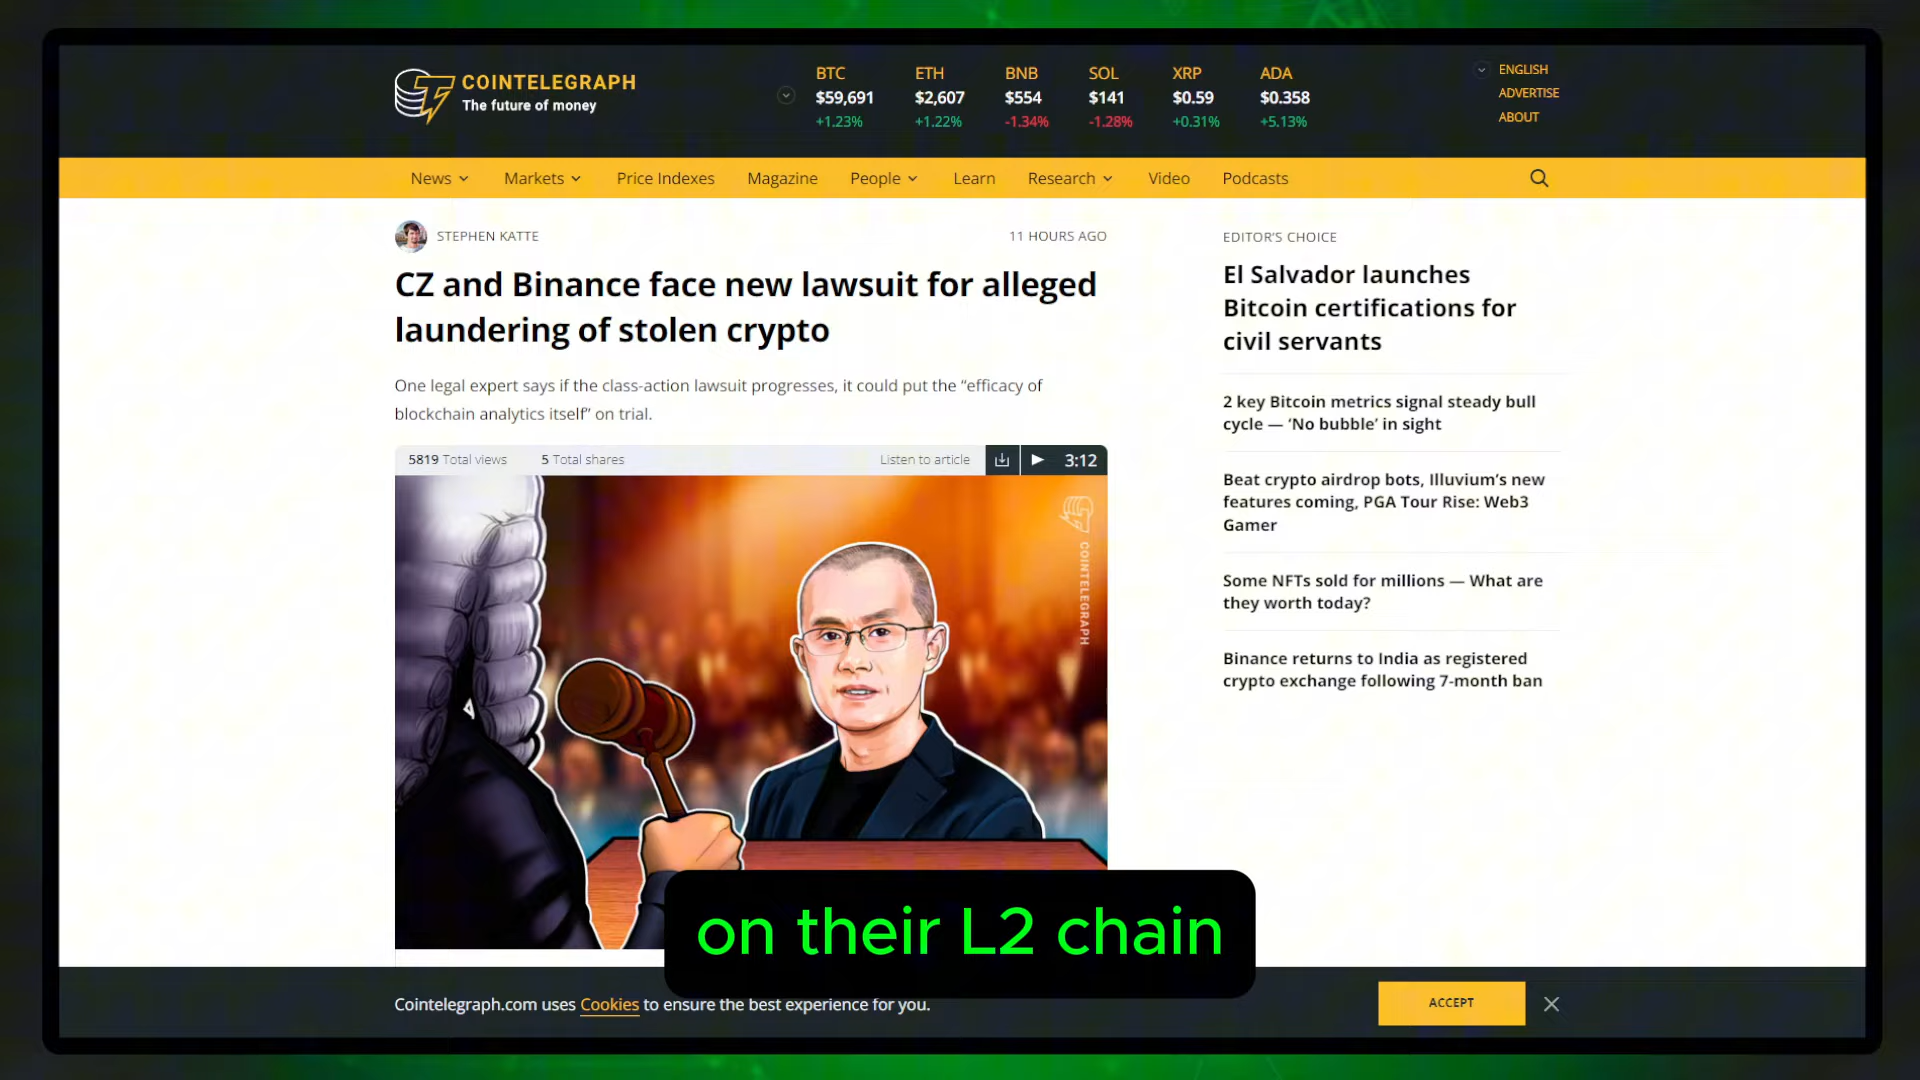 COINTELEGRAPH
The future of money
BTC
$59,691
+1.23%
ETH
$2,607
+1.22%
BNB
$554
-1.34%
SOL
$141
-1.28%
XRP
$0.59
+0.31%
ADA
$0.358
+5.13%
ENGLISH
ADVERTISE
ABOUT
News
Markets
Price Indexes
Magazine
People
Learn
Research
Video
Podcasts
STEPHEN KATTE
11 HOURS AGO
CZ and Binance face new lawsuit for alleged
laundering of stolen crypto
One legal expert says if the class-action lawsuit progresses, it could put the “efficacy of
blockchain analytics itself” on trial.
5819 Total views
5 Total shares
Listen to article
3:12
COINTELEGRAPH
EDITOR’S CHOICE
El Salvador launches
Bitcoin certifications for
civil servants
2 key Bitcoin metrics signal steady bull
cycle — ‘No bubble’ in sight
Beat crypto airdrop bots, Illuvium’s new
features coming, PGA Tour Rise: Web3
Gamer
Some NFTs sold for millions — What are
they worth today?
Binance returns to India as registered
crypto exchange following 7-month ban
on their L2 chain
Cointelegraph.com uses Cookies to ensure the best experience for you.
ACCEPT